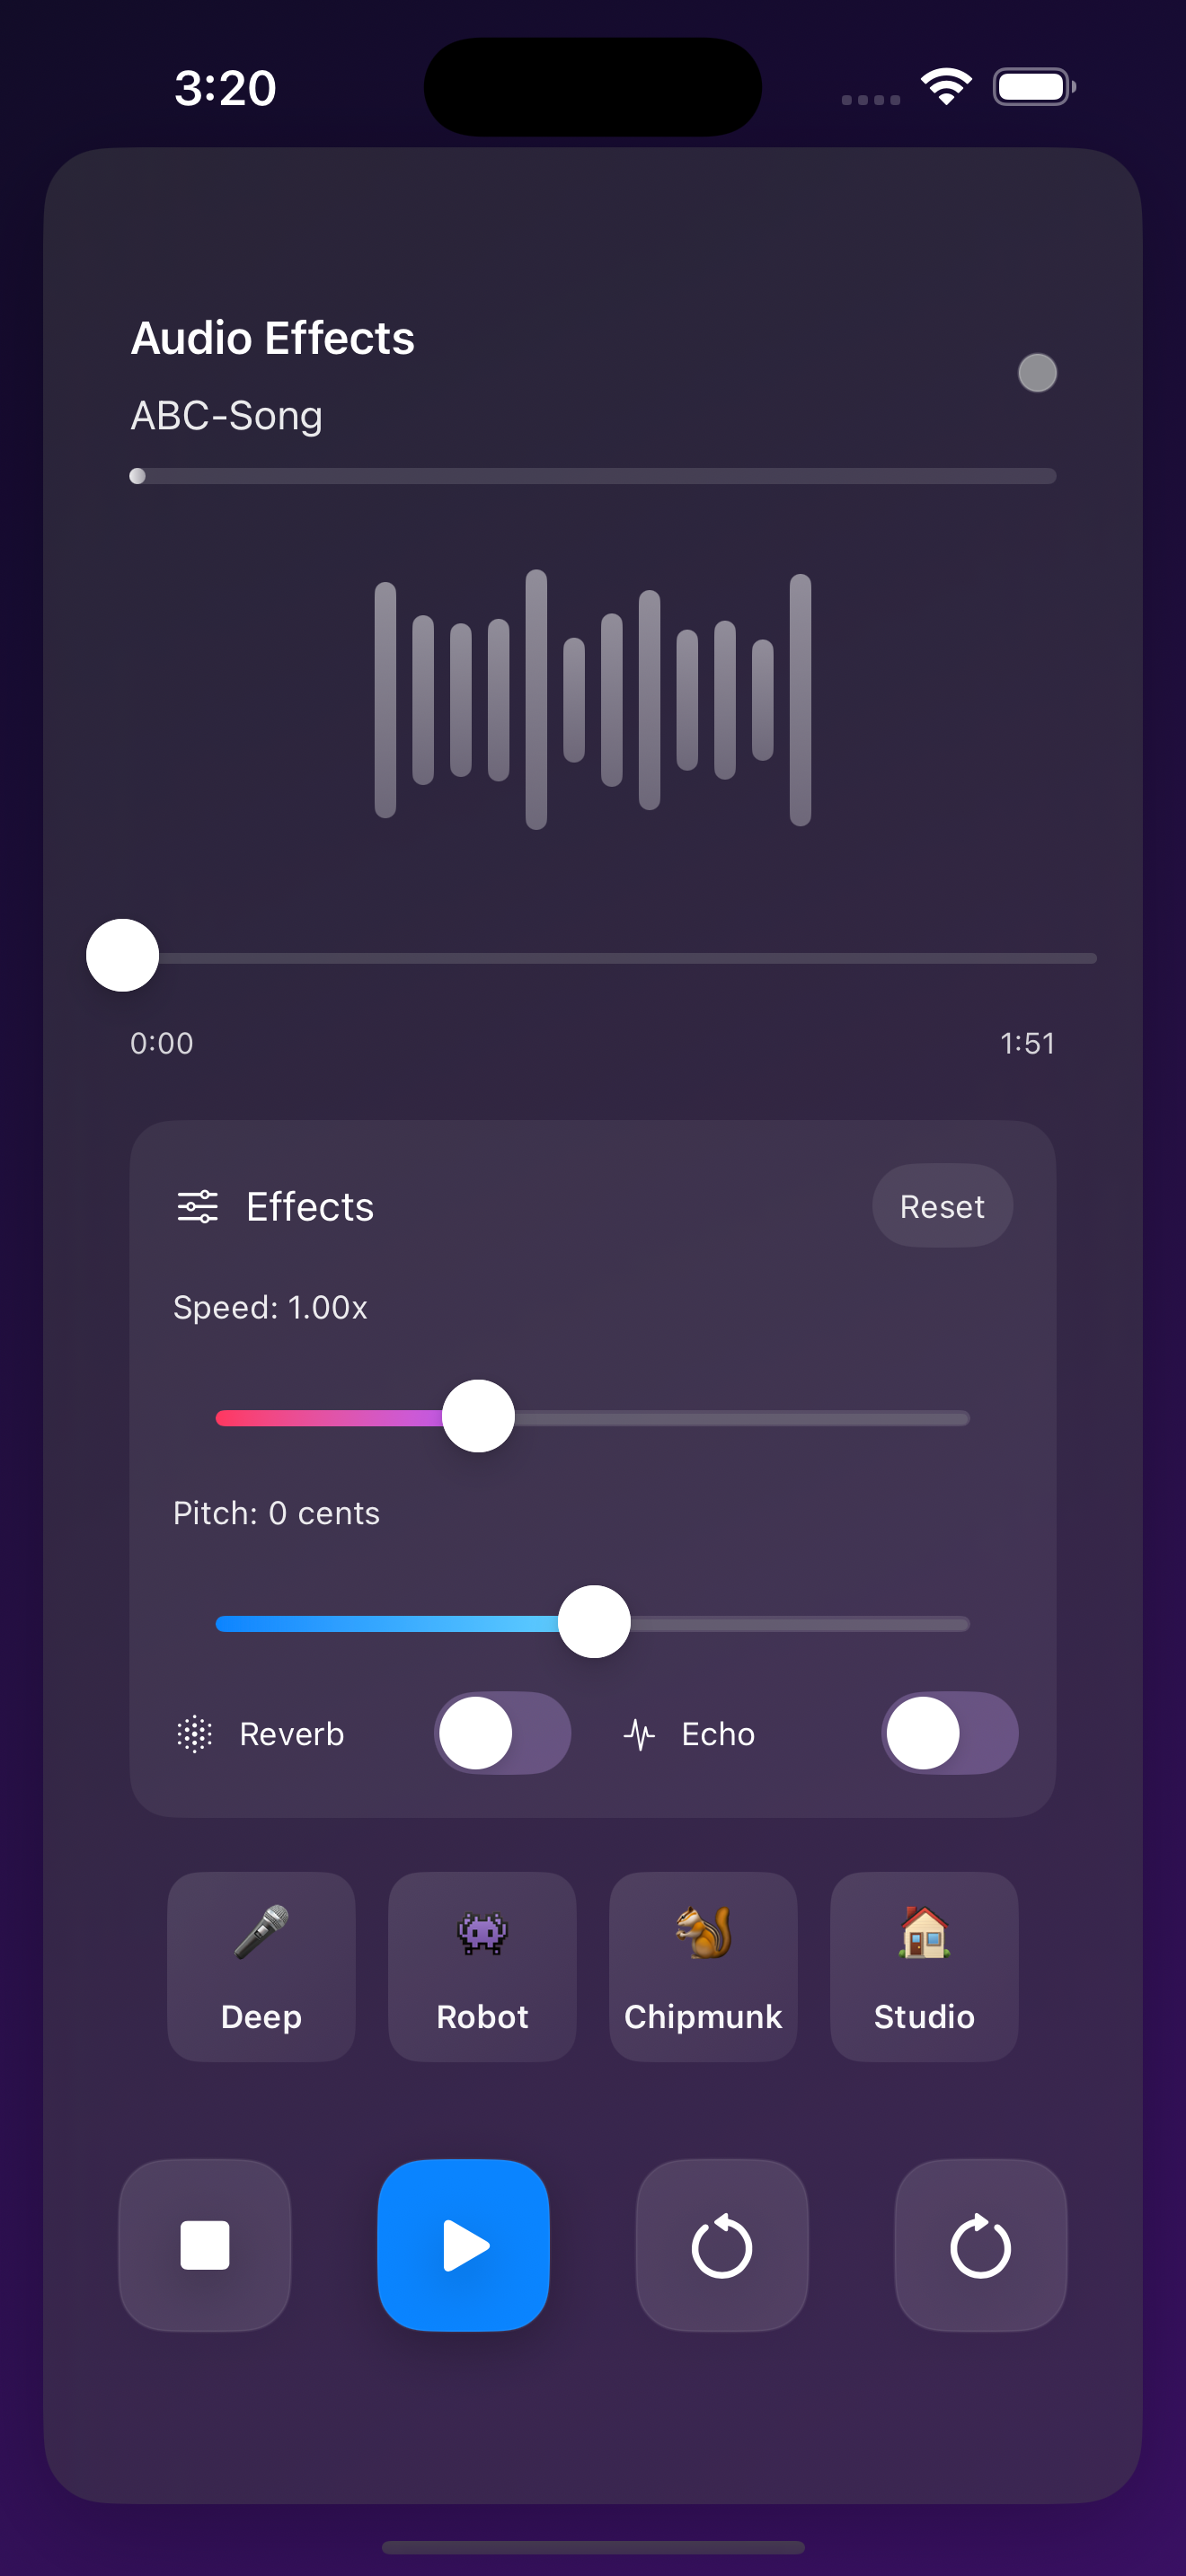 3:20
Audio Effects
ABC-Song
0:00 1:51
Effects Reset
Speed: 1.00x
Pitch: 0 cents
Reverb Echo
Deep Robot Chipmunk Studio